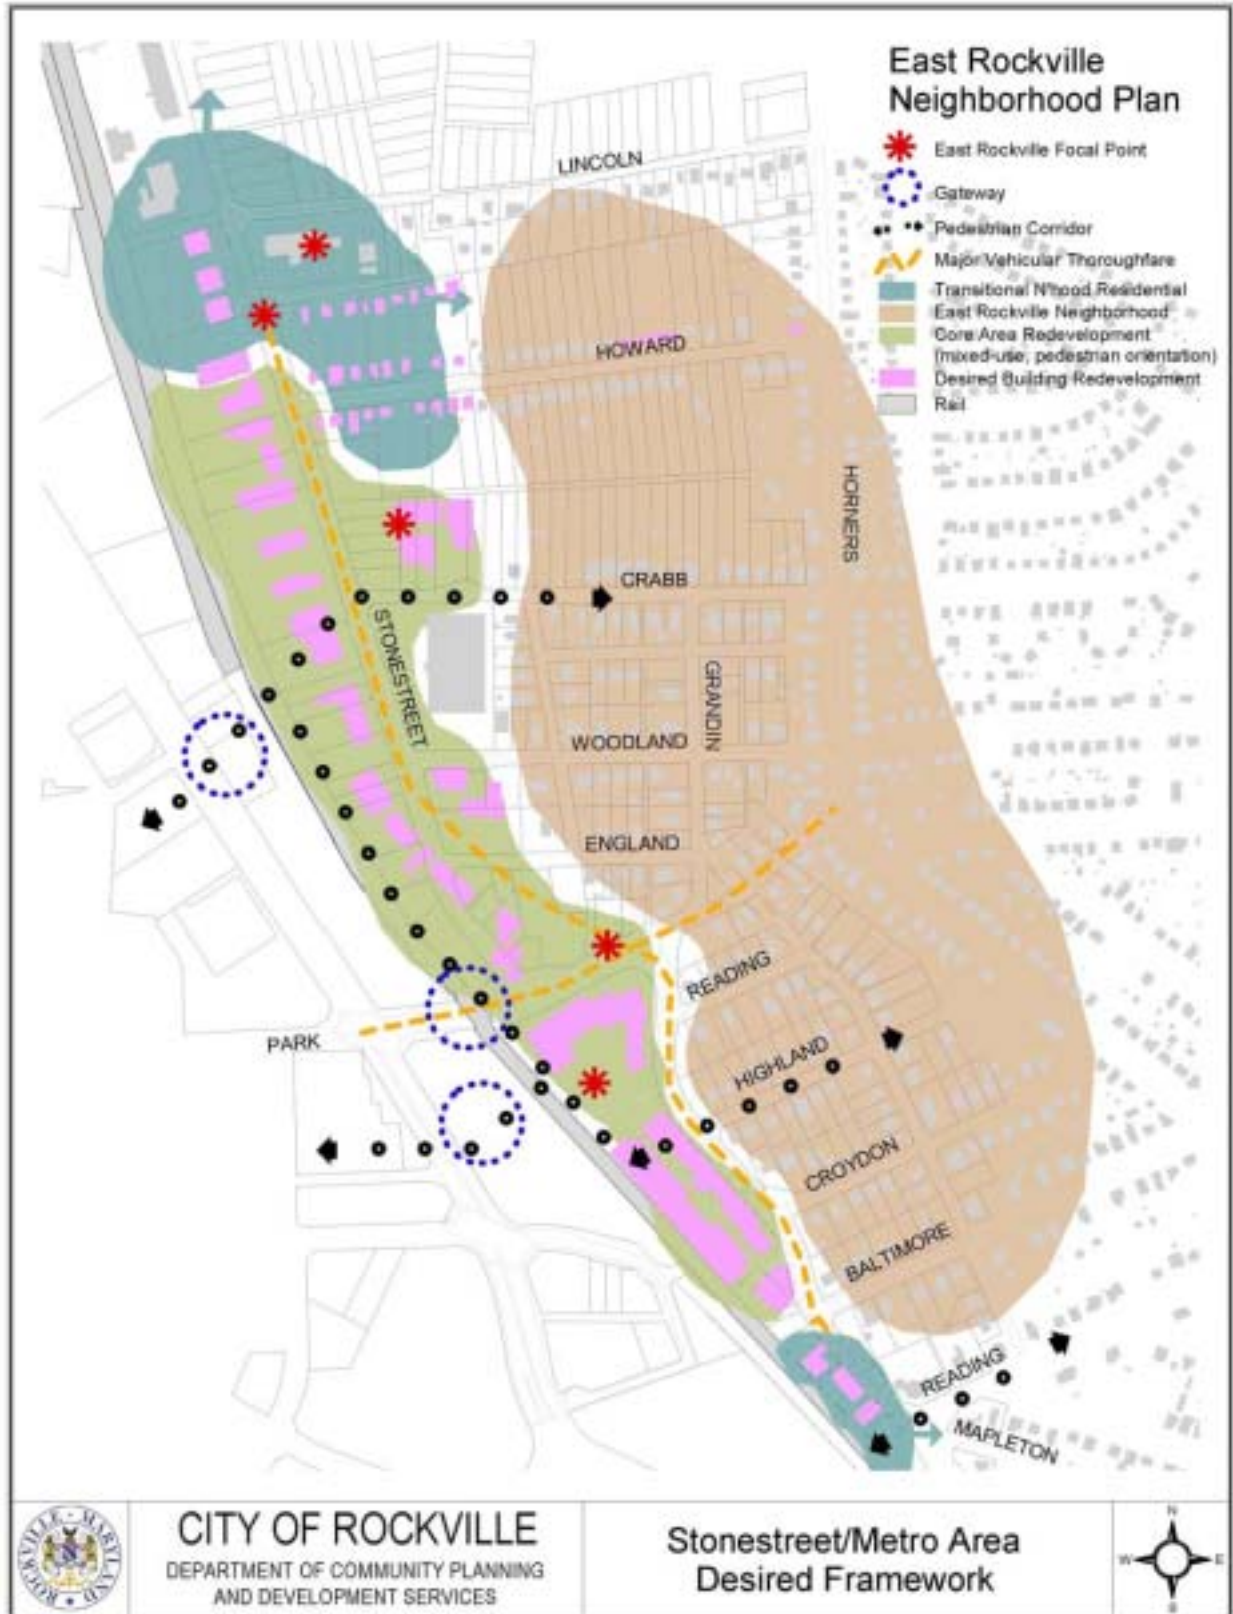 East Rockville
Neighborhood Plan
East Rockville Focal Point
Gateway
Pedestrian Corridor
Major Vehicular Thoroughfare
Transitional N'hood Residential
East Rockville Neighborhood
Core Area Redevelopment
(mixed-use, pedestrian orientation)
Desired Building Redevelopment
Rail
LINCOLN
HOWARD
HORNERS
CRABB
STONESTREET
GRANDIN
WOODLAND
ENGLAND
READING
PARK
HIGHLAND
CROYDON
BALTIMORE
READING
MAPLETON
ROCKVILLE - MARYLAND
CITY OF ROCKVILLE
DEPARTMENT OF COMMUNITY PLANNING
AND DEVELOPMENT SERVICES
Stonestreet/Metro Area
Desired Framework
N
W E
S